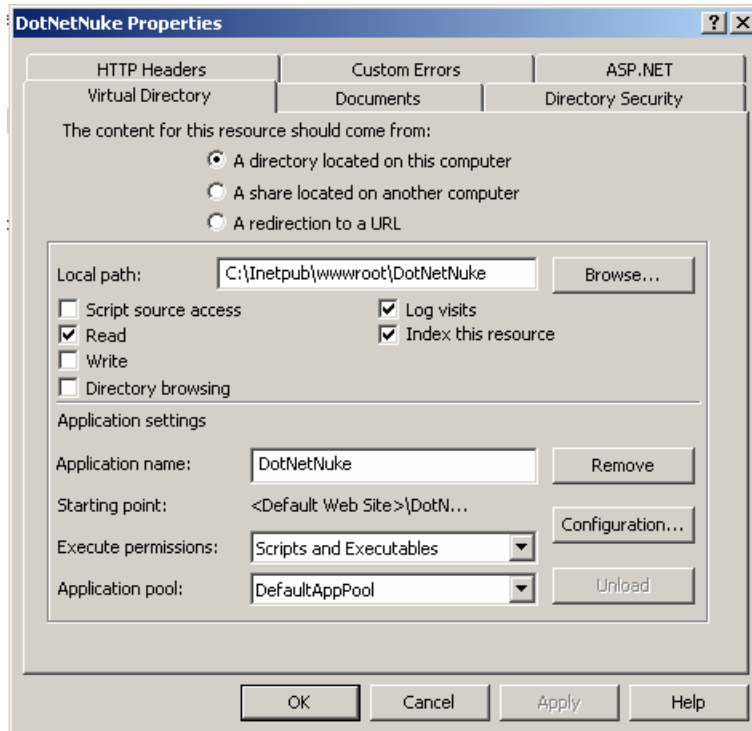 DotNetNuke Properties
HTTP Headers Custom Errors ASP.NET
Virtual Directory Documents Directory Security
The content for this resource should come from:
A directory located on this computer
A share located on another computer
A redirection to a URL
Local path: C:\Inetpub\wwwroot\DotNetNuke Browse...
Script source access Log visits
Read Index this resource
Write
Directory browsing
Application settings
Application name: DotNetNuke Remove
Starting point: <Default Web Site>\DotN...
Configuration...
Execute permissions: Scripts and Executables
Application pool: DefaultAppPool Unload
OK Cancel Apply Help